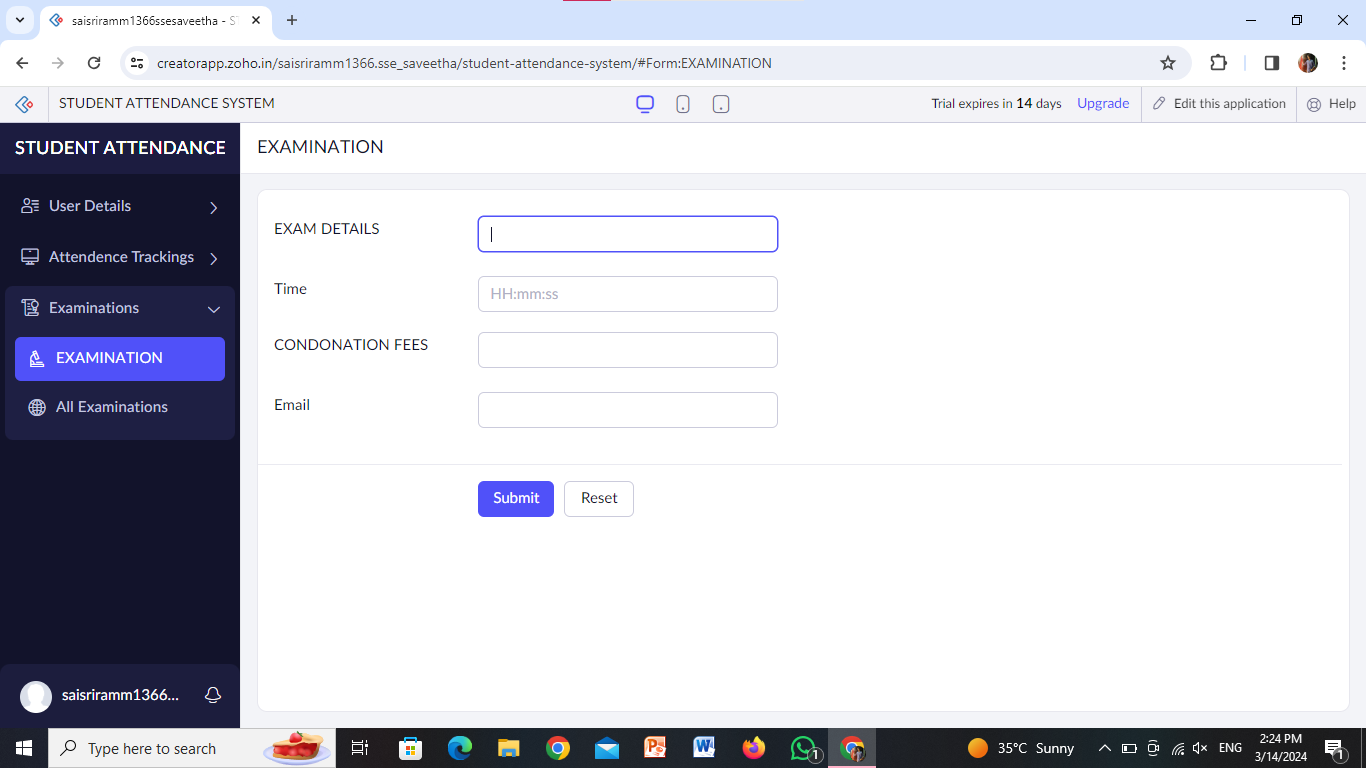 saisriramm1366ssesaveetha - S
creatorapp.zoho.in/saisriramm1366.sse_saveetha/student-attendance-system/#Form:EXAMINATION
STUDENT ATTENDANCE SYSTEM
Trial expires in 14 days
Upgrade
Edit this application
Help
STUDENT ATTENDANCE
EXAMINATION
User Details
Attendence Trackings
Examinations
EXAMINATION
All Examinations
EXAM DETAILS
Time
HH:mm:ss
CONDONATION FEES
Email
Submit
Reset
saisriramm1366...
Type here to search
1
35°C Sunny
ENG
2:24 PM
3/14/2024
1